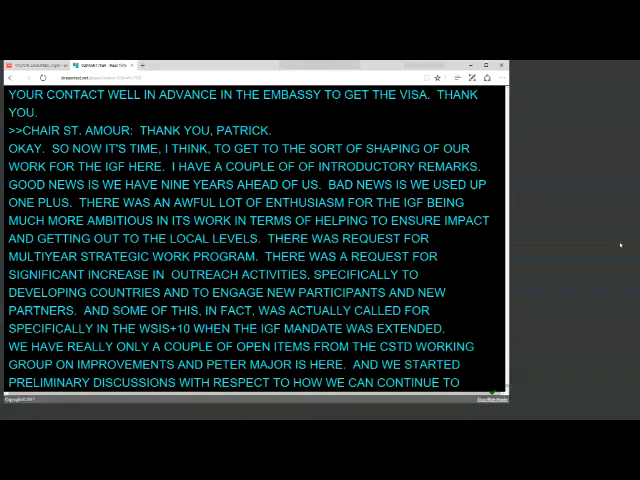 YOUR CONTACT WELL IN ADVANCE IN THE EMBASSY TO GET THE VISA.  THANK
YOU.
>>CHAIR ST. AMOUR:  THANK YOU, PATRICK.
OKAY.  SO NOW IT'S TIME, I THINK, TO GET TO THE SORT OF SHAPING OF OUR
WORK FOR THE IGF HERE.  I HAVE A COUPLE OF OF INTRODUCTORY REMARKS.
GOOD NEWS IS WE HAVE NINE YEARS AHEAD OF US.  BAD NEWS IS WE USED UP
ONE PLUS.  THERE WAS AN AWFUL LOT OF ENTHUSIASM FOR THE IGF BEING
MUCH MORE AMBITIOUS IN ITS WORK IN TERMS OF HELPING TO ENSURE IMPACT
AND GETTING OUT TO THE LOCAL LEVELS.  THERE WAS REQUEST FOR
MULTIYEAR STRATEGIC WORK PROGRAM.  THERE WAS A REQUEST FOR
SIGNIFICANT INCREASE IN  OUTREACH ACTIVITIES, SPECIFICALLY TO
DEVELOPING COUNTRIES AND TO ENGAGE NEW PARTICIPANTS AND NEW
PARTNERS.  AND SOME OF THIS, IN FACT, WAS ACTUALLY CALLED FOR
SPECIFICALLY IN THE WSIS+10 WHEN THE IGF MANDATE WAS EXTENDED.
WE HAVE REALLY ONLY A COUPLE OF OPEN ITEMS FROM THE CSTD WORKING
GROUP ON IMPROVEMENTS AND PETER MAJOR IS HERE.  AND WE STARTED
PRELIMINARY DISCUSSIONS WITH RESPECT TO HOW WE CAN CONTINUE TO